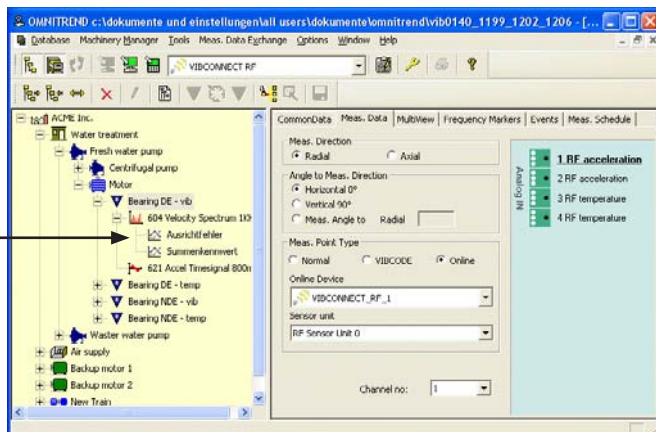 OMNITREND c:\dokumente und einstellungen\all users\dokumente\omnitrend\vib0140_1199_1202_1206 - [...
Database Machinery Manager Tools Meas. Data Exchange Options Window Help
VIBCONNECT RF
ACME Inc.
Water treatment
Fresh water pump
Centrifugal pump
Motor
Bearing DE - vib
604 Velocity Spectrum 1kH
Ausrichtfehler
Summenkennwert
621 Accel Timesignal 800m
Bearing DE - temp
Bearing NDE - vib
Bearing NDE - temp
Waster water pump
Air supply
Backup motor 1
Backup motor 2
New Train
CommonData Meas. Data MultiView Frequency Markers Events Meas. Schedule
Meas. Direction
Radial Axial
Angle to Meas. Direction
Horizontal 0°
Vertical 90°
Meas. Angle to Radial
Meas. Point Type
Normal VIBCODE Online
Online Device
VIBCONNECT_RF_1
Sensor unit
RF Sensor Unit 0
Channel no: 1
Analog IN
1 RF acceleration
2 RF acceleration
3 RF temperature
4 RF temperature